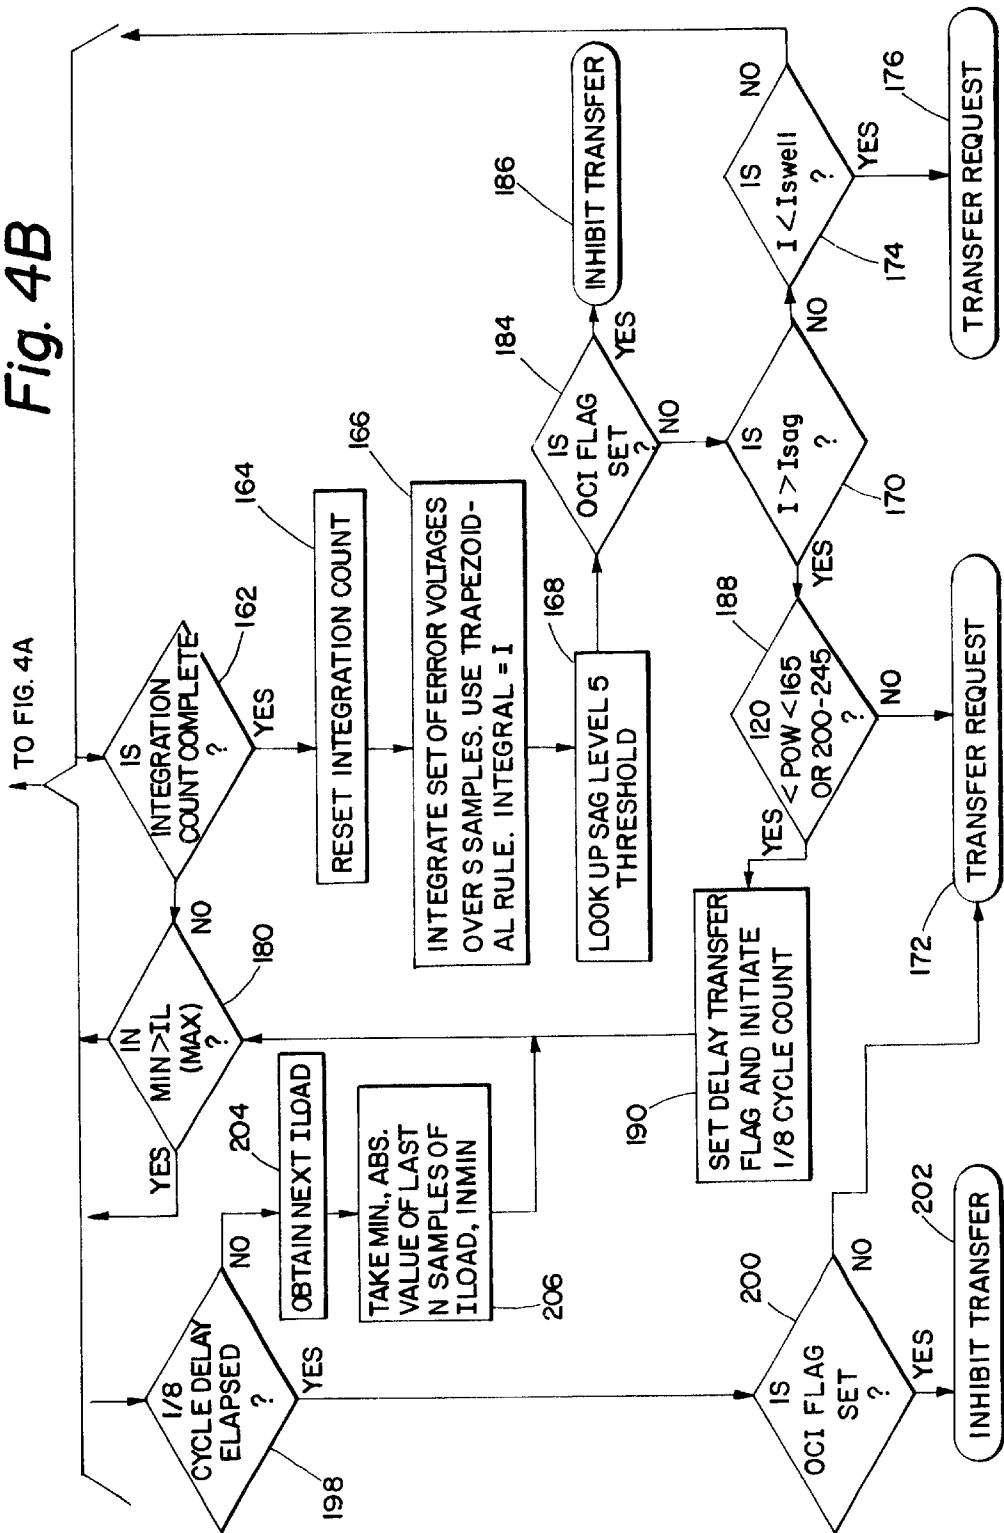 Fig. 4B
TO FIG. 4A
1/8
CYCLE DELAY
ELAPSED
?
198
NO
YES
OBTAIN NEXT ILOAD
204
TAKE MIN., ABS.
VALUE OF LAST
N SAMPLES OF
ILOAD, INMIN
206
IS
OCI FLAG
SET
?
200
NO
YES
INHIBIT TRANSFER
202
IN
MIN>IL
(MAX)
?
180
YES
NO
IS
INTEGRATION
COUNT COMPLETE
?
162
YES
RESET INTEGRATION COUNT
164
INTEGRATE SET OF ERROR VOLTAGES
OVER S SAMPLES. USE TRAPEZOID-
AL RULE. INTEGRAL = I
166
LOOK UP SAG LEVEL 5
THRESHOLD
168
IS
OCI FLAG
SET
?
184
YES
NO
INHIBIT TRANSFER
186
IS
I > Isag
?
170
YES
NO
120
< POW <165
OR 200-245
?
188
YES
NO
SET DELAY TRANSFER
FLAG AND INITIATE
1/8 CYCLE COUNT
190
TRANSFER REQUEST
172
IS
I < Iswell
?
174
NO
YES
TRANSFER REQUEST
176